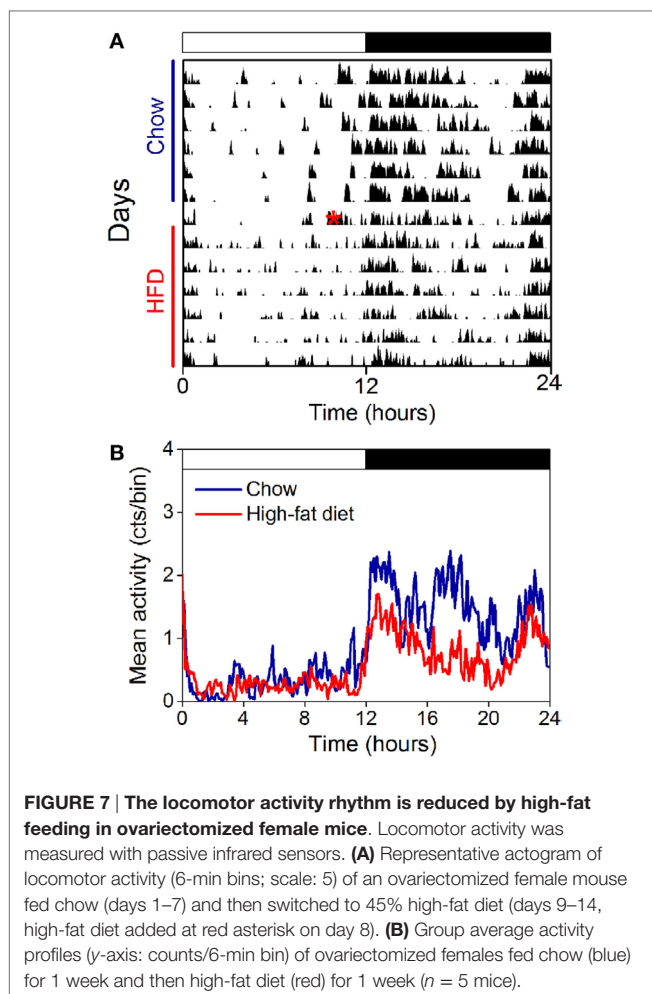 A
Chow
HFD
Days
*
0
12
24
Time (hours)
B
4
3
2
1
0
Chow
High-fat diet
Mean activity (cts/bin)
0
4
8
12
16
20
24
Time (hours)
FIGURE 7 | The locomotor activity rhythm is reduced by high-fat
feeding in ovariectomized female mice. Locomotor activity was
measured with passive infrared sensors. (A) Representative actogram of
locomotor activity (6-min bins; scale: 5) of an ovariectomized female mouse
fed chow (days 1–7) and then switched to 45% high-fat diet (days 9–14,
high-fat diet added at red asterisk on day 8). (B) Group average activity
profiles (y-axis: counts/6-min bin) of ovariectomized females fed chow (blue)
for 1 week and then high-fat diet (red) for 1 week (n = 5 mice).